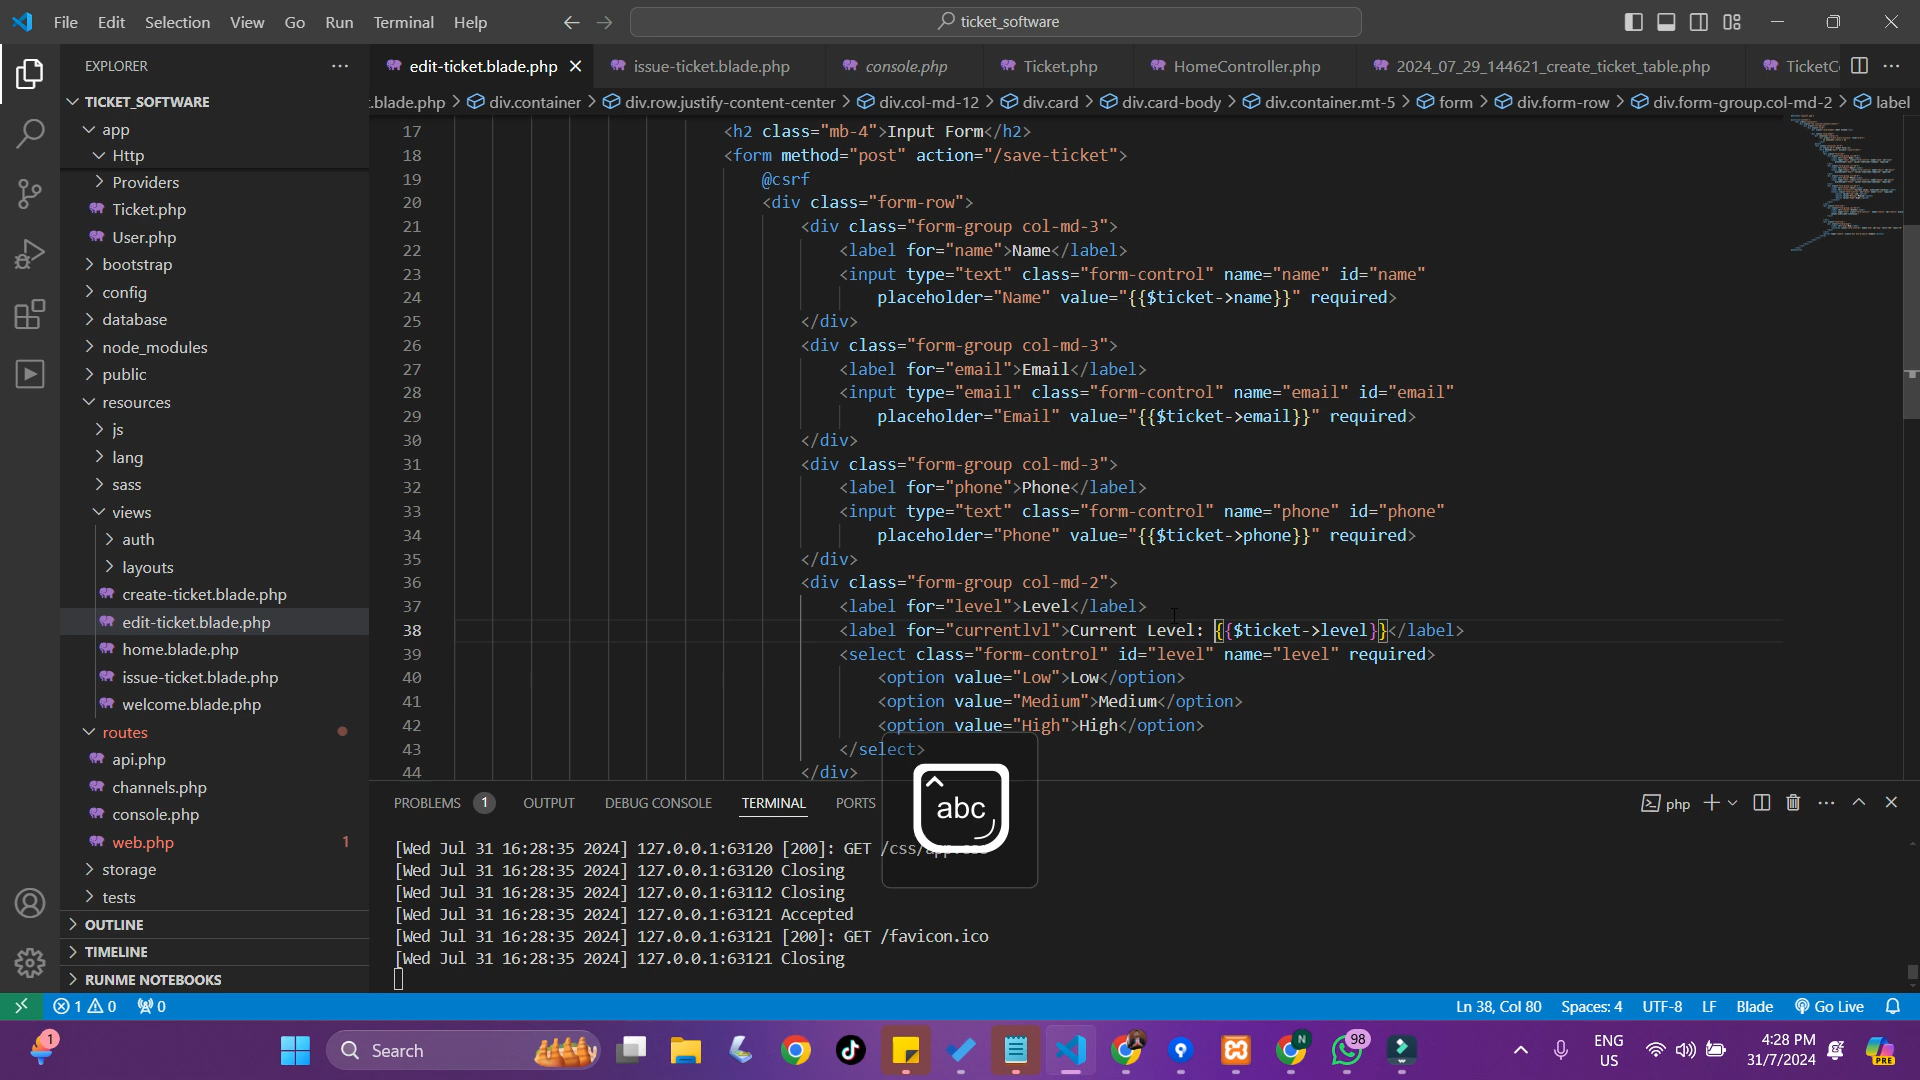 File Edit Selection View Go Run Terminal Help
ticket_software
EXPLORER
edit-ticket.blade.php
issue-ticket.blade.php
console.php
Ticket.php
HomeController.php
2024_07_29_144621_create_ticket_table.php
TicketC
t.blade.php > div.container > div.row.justify-content-center > div.col-md-12 > div.card > div.card-body > div.container.mt-5 > form > div.form-row > div.form-group.col-md-2 > label
TICKET_SOFTWARE
app
Http
Providers
Ticket.php
User.php
bootstrap
config
database
node_modules
public
resources
js
lang
sass
views
auth
layouts
create-ticket.blade.php
edit-ticket.blade.php
home.blade.php
issue-ticket.blade.php
welcome.blade.php
routes
api.php
channels.php
console.php
web.php 1
storage
tests
OUTLINE
TIMELINE
RUNME NOTEBOOKS
17 <h2 class="mb-4">Input Form</h2>
18 <form method="post" action="/save-ticket">
19 @csrf
20 <div class="form-row">
21 <div class="form-group col-md-3">
22 <label for="name">Name</label>
23 <input type="text" class="form-control" name="name" id="name"
24 placeholder="Name" value="{{$ticket->name}}" required>
25 </div>
26 <div class="form-group col-md-3">
27 <label for="email">Email</label>
28 <input type="email" class="form-control" name="email" id="email"
29 placeholder="Email" value="{{$ticket->email}}" required>
30 </div>
31 <div class="form-group col-md-3">
32 <label for="phone">Phone</label>
33 <input type="text" class="form-control" name="phone" id="phone"
34 placeholder="Phone" value="{{$ticket->phone}}" required>
35 </div>
36 <div class="form-group col-md-2">
37 <label for="level">Level</label>
38 <label for="currentlvl">Current Level: {{$ticket->level}}</label>
39 <select class="form-control" id="level" name="level" required>
40 <option value="Low">Low</option>
41 <option value="Medium">Medium</option>
42 <option value="High">High</option>
43 </select>
44 </div>
PROBLEMS 1 OUTPUT DEBUG CONSOLE TERMINAL PORTS
php
abc
[Wed Jul 31 16:28:35 2024] 127.0.0.1:63120 [200]: GET /css/
[Wed Jul 31 16:28:35 2024] 127.0.0.1:63120 Closing
[Wed Jul 31 16:28:35 2024] 127.0.0.1:63112 Closing
[Wed Jul 31 16:28:35 2024] 127.0.0.1:63121 Accepted
[Wed Jul 31 16:28:35 2024] 127.0.0.1:63121 [200]: GET /favicon.ico
[Wed Jul 31 16:28:35 2024] 127.0.0.1:63121 Closing
1 0 0
Ln 38, Col 80 Spaces: 4 UTF-8 LF Blade Go Live
1
Search
N
98
ENG
US
4:28 PM
31/7/2024
PRE